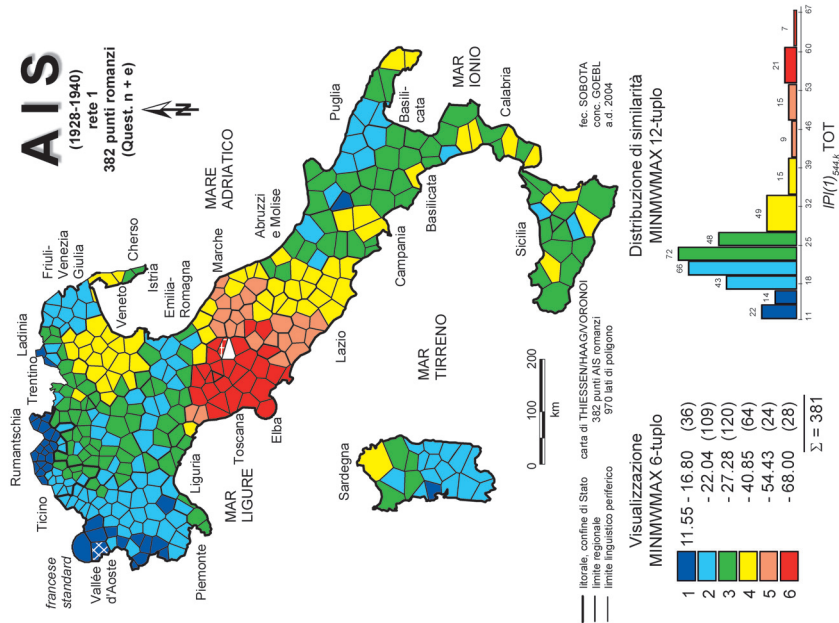 AIS
(1928-1940)
rete 1
382 punti romanzi
(Quest. n + e)
N
Friuli-
Venezia
Giulia
Ladinia
Trentino
Rumantschia
Ticino
francese
standard
Vallée
d'Aoste
Piemonte
Liguria
Veneto
Cherso
Istria
Emilia-
Romagna
MAR
LIGURE
Toscana
Elba
Marche
MARE
ADRIATICO
Abruzzi
e Molise
Lazio
Campania
Puglia
Basili-
cata
Basilicata
MAR
IONIO
Calabria
Sicilia
MAR
TIRRENO
Sardegna
fec. SOBOTA
conc. GOEBL
a.d. 2004
0 100 200
km
litorale, confine di Stato
limite regionale
limite linguistico periferico
carta di THIESSEN/HAAG/VORONOI
382 punti AIS romanzi
970 lati di poligono
Visualizzazione
MINMWMAX 6-tuplo
1 11.55 - 16.80 (36)
2 - 22.04 (109)
3 - 27.28 (120)
4 - 40.85 (64)
5 - 54.43 (24)
6 - 68.00 (28)
Σ = 381
Distribuzione di similarità
MINMWMAX 12-tuplo
22 14 43 66 72 48 49 15 9 15 21 7
11 18 25 32 39 46 53 60 67
IPI(1)544,k TOT